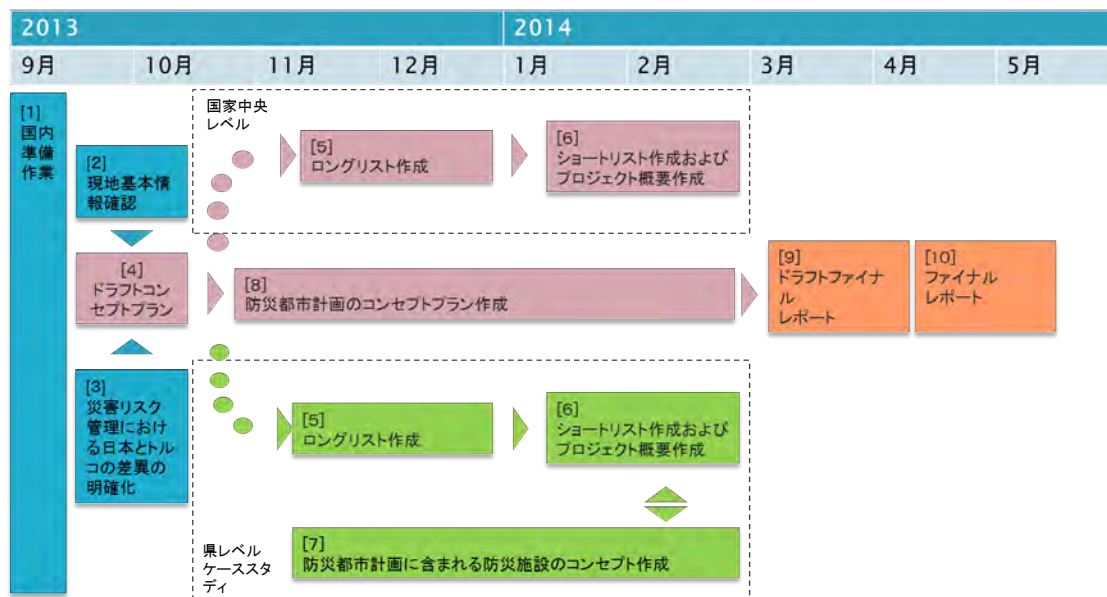 2013
2014
9月
10月
11月
12月
1月
2月
3月
4月
5月
[1]
国内
準備
作業
[2]
現地基本情
報確認
国家中央
レベル
[5]
ロングリスト作成
[6]
ショートリスト作成および
プロジェクト概要作成
[4]
ドラフトコン
セプトプラン
[8]
防災都市計画のコンセプトプラン作成
[9]
ドラフトファイナ
ル
レポート
[10]
ファイナル
レポート
[3]
災害リスク
管理におけ
る日本とトル
コの差異の
明確化
[5]
ロングリスト作成
[6]
ショートリスト作成および
プロジェクト概要作成
県レベル
ケーススタ
ディ
[7]
防災都市計画に含まれる防災施設のコンセプト作成